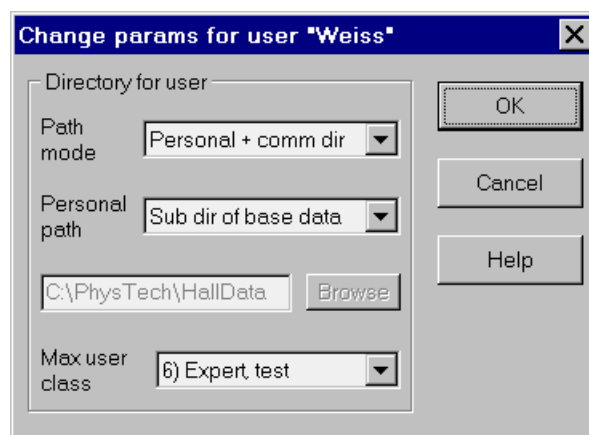 Change params for user "Weiss"
Directory for user
Path
mode
Personal + comm dir
Personal
path
Sub dir of base data
C:\PhysTech\HallData
Browse
Max user
class
6) Expert, test
OK
Cancel
Help